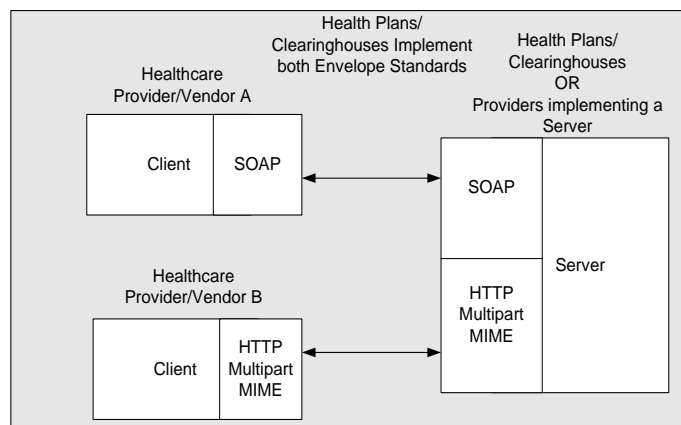 Health Plans/
Clearinghouses Implement
both Envelope Standards
Health Plans/
Clearinghouses
OR
Providers implementing a
Server
Healthcare
Provider/Vendor A
Client
SOAP
SOAP
Server
HTTP
Multipart
MIME
Healthcare
Provider/Vendor B
Client
HTTP
Multipart
MIME